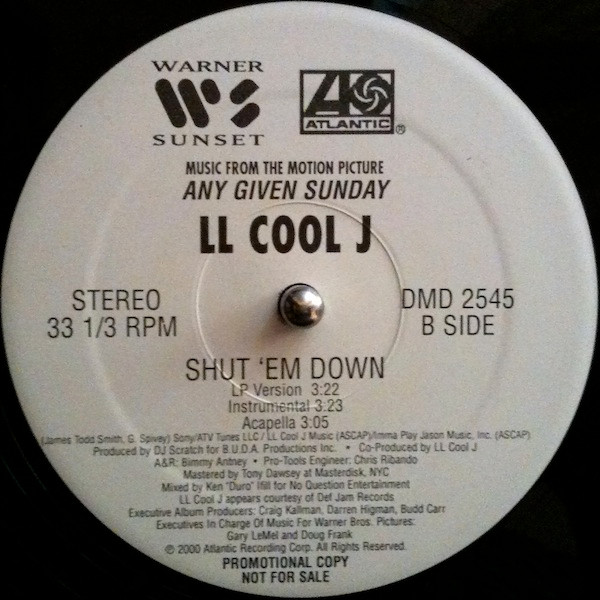 WARNER
WS
SUNSET
ATLANTIC ®
MUSIC FROM THE MOTION PICTURE
ANY GIVEN SUNDAY
LL COOL J
STEREO
33 1/3 RPM
DMD 2545
B SIDE
SHUT 'EM DOWN
LP Version 3:22
Instrumental 3:23
Acapella 3:05
(James Todd Smith, G. Spivey) Sony/ATV Tunes LLC / LL Cool J Music (ASCAP)/Imma Play Jason Music, Inc. (ASCAP)
Produced by DJ Scratch for B.U.D.A. Productions Inc. • Co-Produced by LL Cool J
A&R: Bimmy Antney • Pro-Tools Engineer: Chris Ribando
Mastered by Tony Dawsey at Masterdisk, NYC
Mixed by Ken "Duro" Ifill for No Question Entertainment
LL Cool J appears courtesy of Def Jam Records
Executive Album Producers: Craig Kallman, Darren Higman, Budd Carr
Executives In Charge Of Music For Warner Bros. Pictures:
Gary LeMel and Doug Frank
© 2000 Atlantic Recording Corp. All Rights Reserved.
PROMOTIONAL COPY
NOT FOR SALE